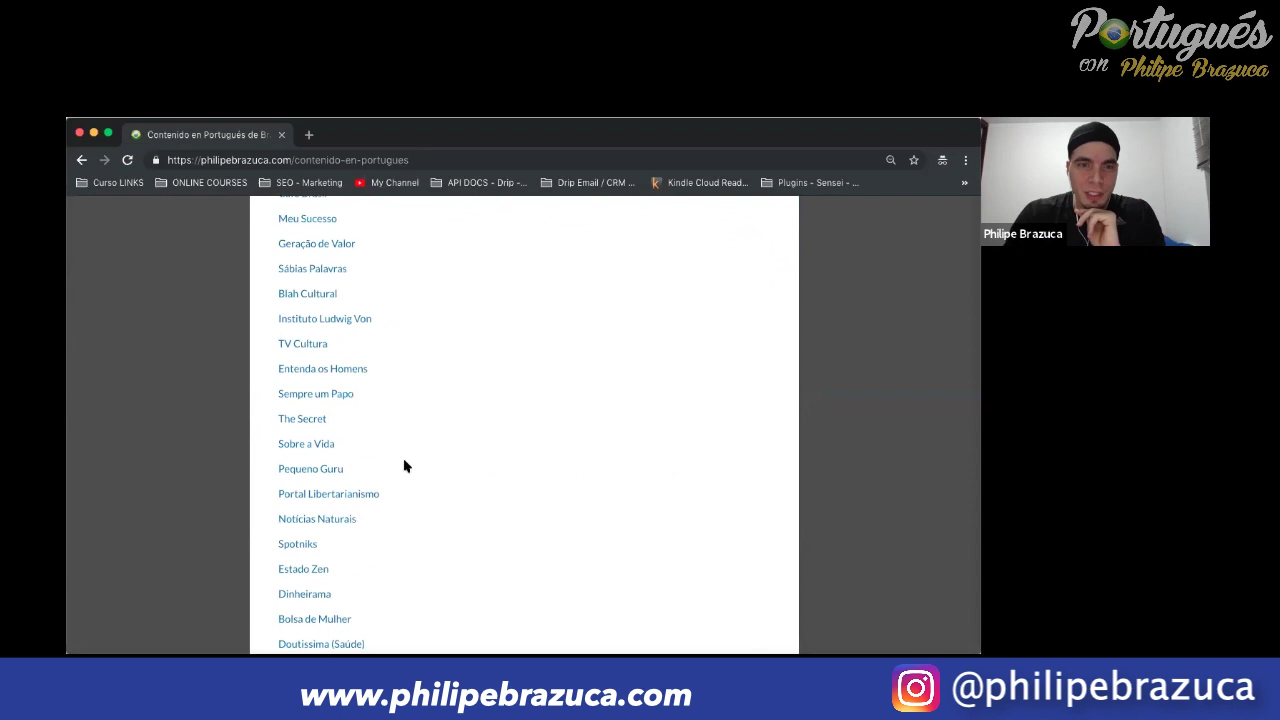 Portugués
con Philipe Brazuca
Contenido en Portugués de Br
https://philipebrazuca.com/contenido-en-portugues
Curso LINKS
ONLINE COURSES
SEO - Marketing
My Channel
API DOCS - Drip -...
Drip Email / CRM ...
Kindle Cloud Read...
Plugins - Sensei - ...
»
Meu Sucesso
Geração de Valor
Sábias Palavras
Blah Cultural
Instituto Ludwig Von
TV Cultura
Entenda os Homens
Sempre um Papo
The Secret
Sobre a Vida
Pequeno Guru
Portal Libertarianismo
Notícias Naturais
Spotniks
Estado Zen
Dinheirama
Bolsa de Mulher
Doutíssima (Saúde)
Philipe Brazuca
www.philipebrazuca.com
@philipebrazuca